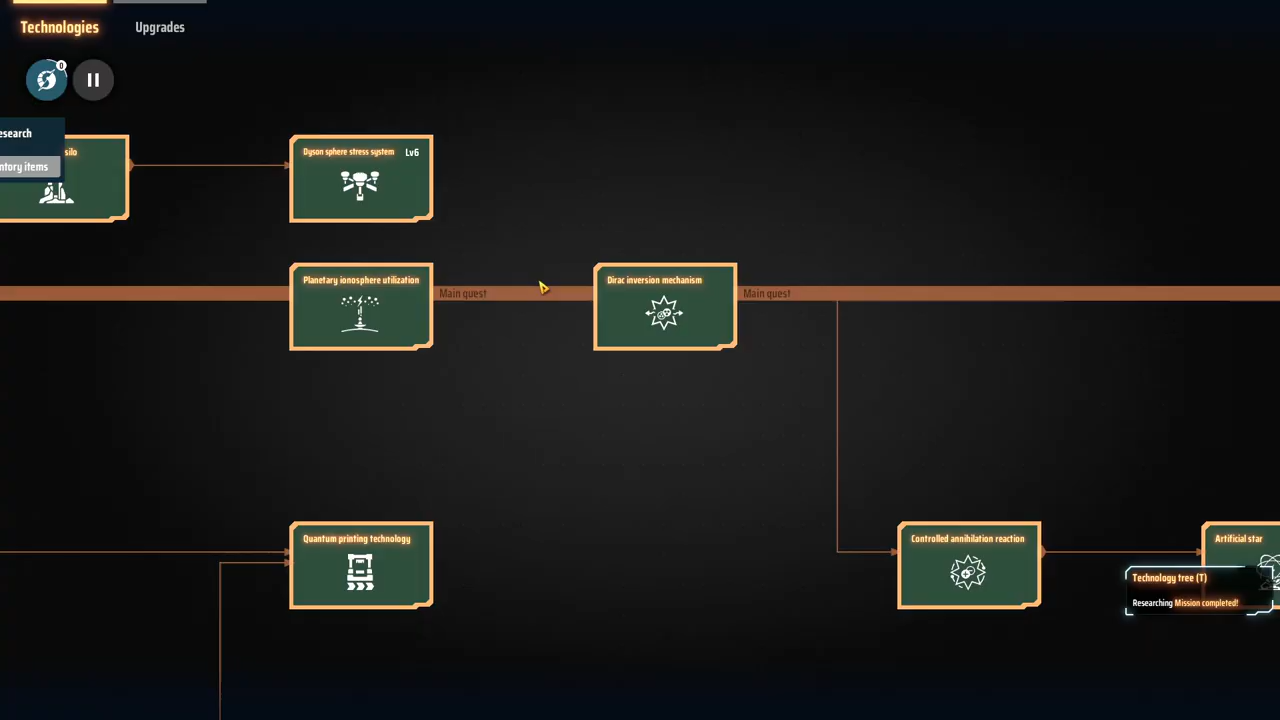 Technologies
Upgrades
0
esearch
ntory items
silo
Dyson sphere stress system
Lv6
Planetary ionosphere utilization
Main quest
Dirac inversion mechanism
Main quest
Quantum printing technology
Controlled annihilation reaction
Artificial star
Technology tree (T)
Researching Mission completed!